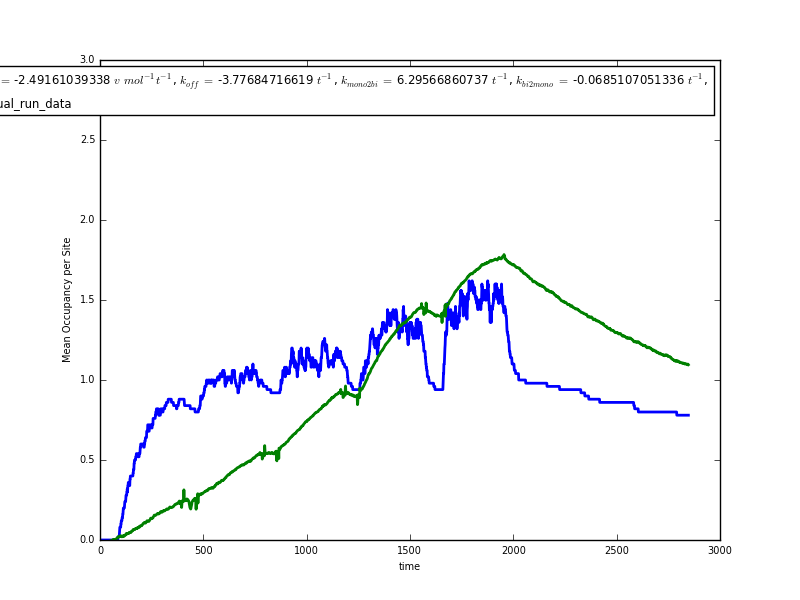 = -2.49161039338 v mol⁻¹t⁻¹, k_off = -3.77684716619 t⁻¹, k_mono2bi = 6.29566860737 t⁻¹, k_bi2mono = -0.0685107051336 t⁻¹,
ual_run_data
3.0
2.5
2.0
1.5
1.0
0.5
0.0
Mean Occupancy per Site
0 500 1000 1500 2000 2500 3000
time